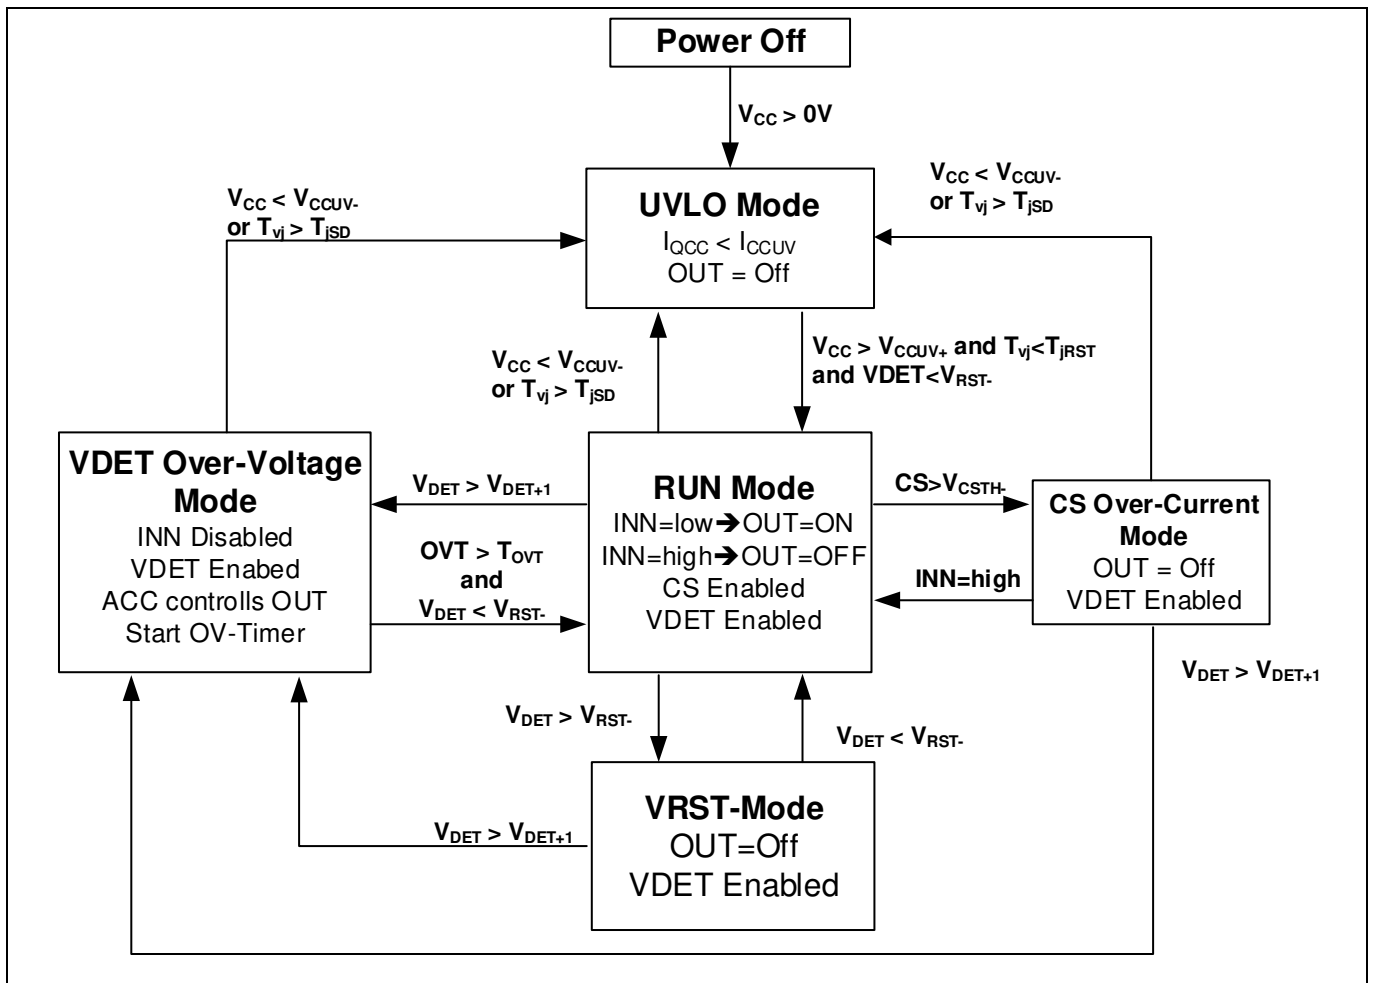 Power Off
VCC > 0V
VCC < VCCUV-
or Tvj > TjSD
UVLO Mode
IQCC < ICCUV
OUT = Off
VCC < VCCUV-
or Tvj > TjSD
VCC < VCCUV-
or Tvj > TjSD
VCC > VCCUV+ and Tvj<TjRST
and VDET<VRST-
VDET Over-Voltage
Mode
INN Disabled
VDET Enabed
ACC controlls OUT
Start OV-Timer
VDET > VDET+1
OVT > TOVT
and
VDET < VRST-
RUN Mode
INN=low➔OUT=ON
INN=high➔OUT=OFF
CS Enabled
VDET Enabled
CS>VCSTH-
INN=high
CS Over-Current
Mode
OUT = Off
VDET Enabled
VDET > VDET+1
VDET > VRST-
VDET < VRST-
VDET > VDET+1
VRST-Mode
OUT=Off
VDET Enabled